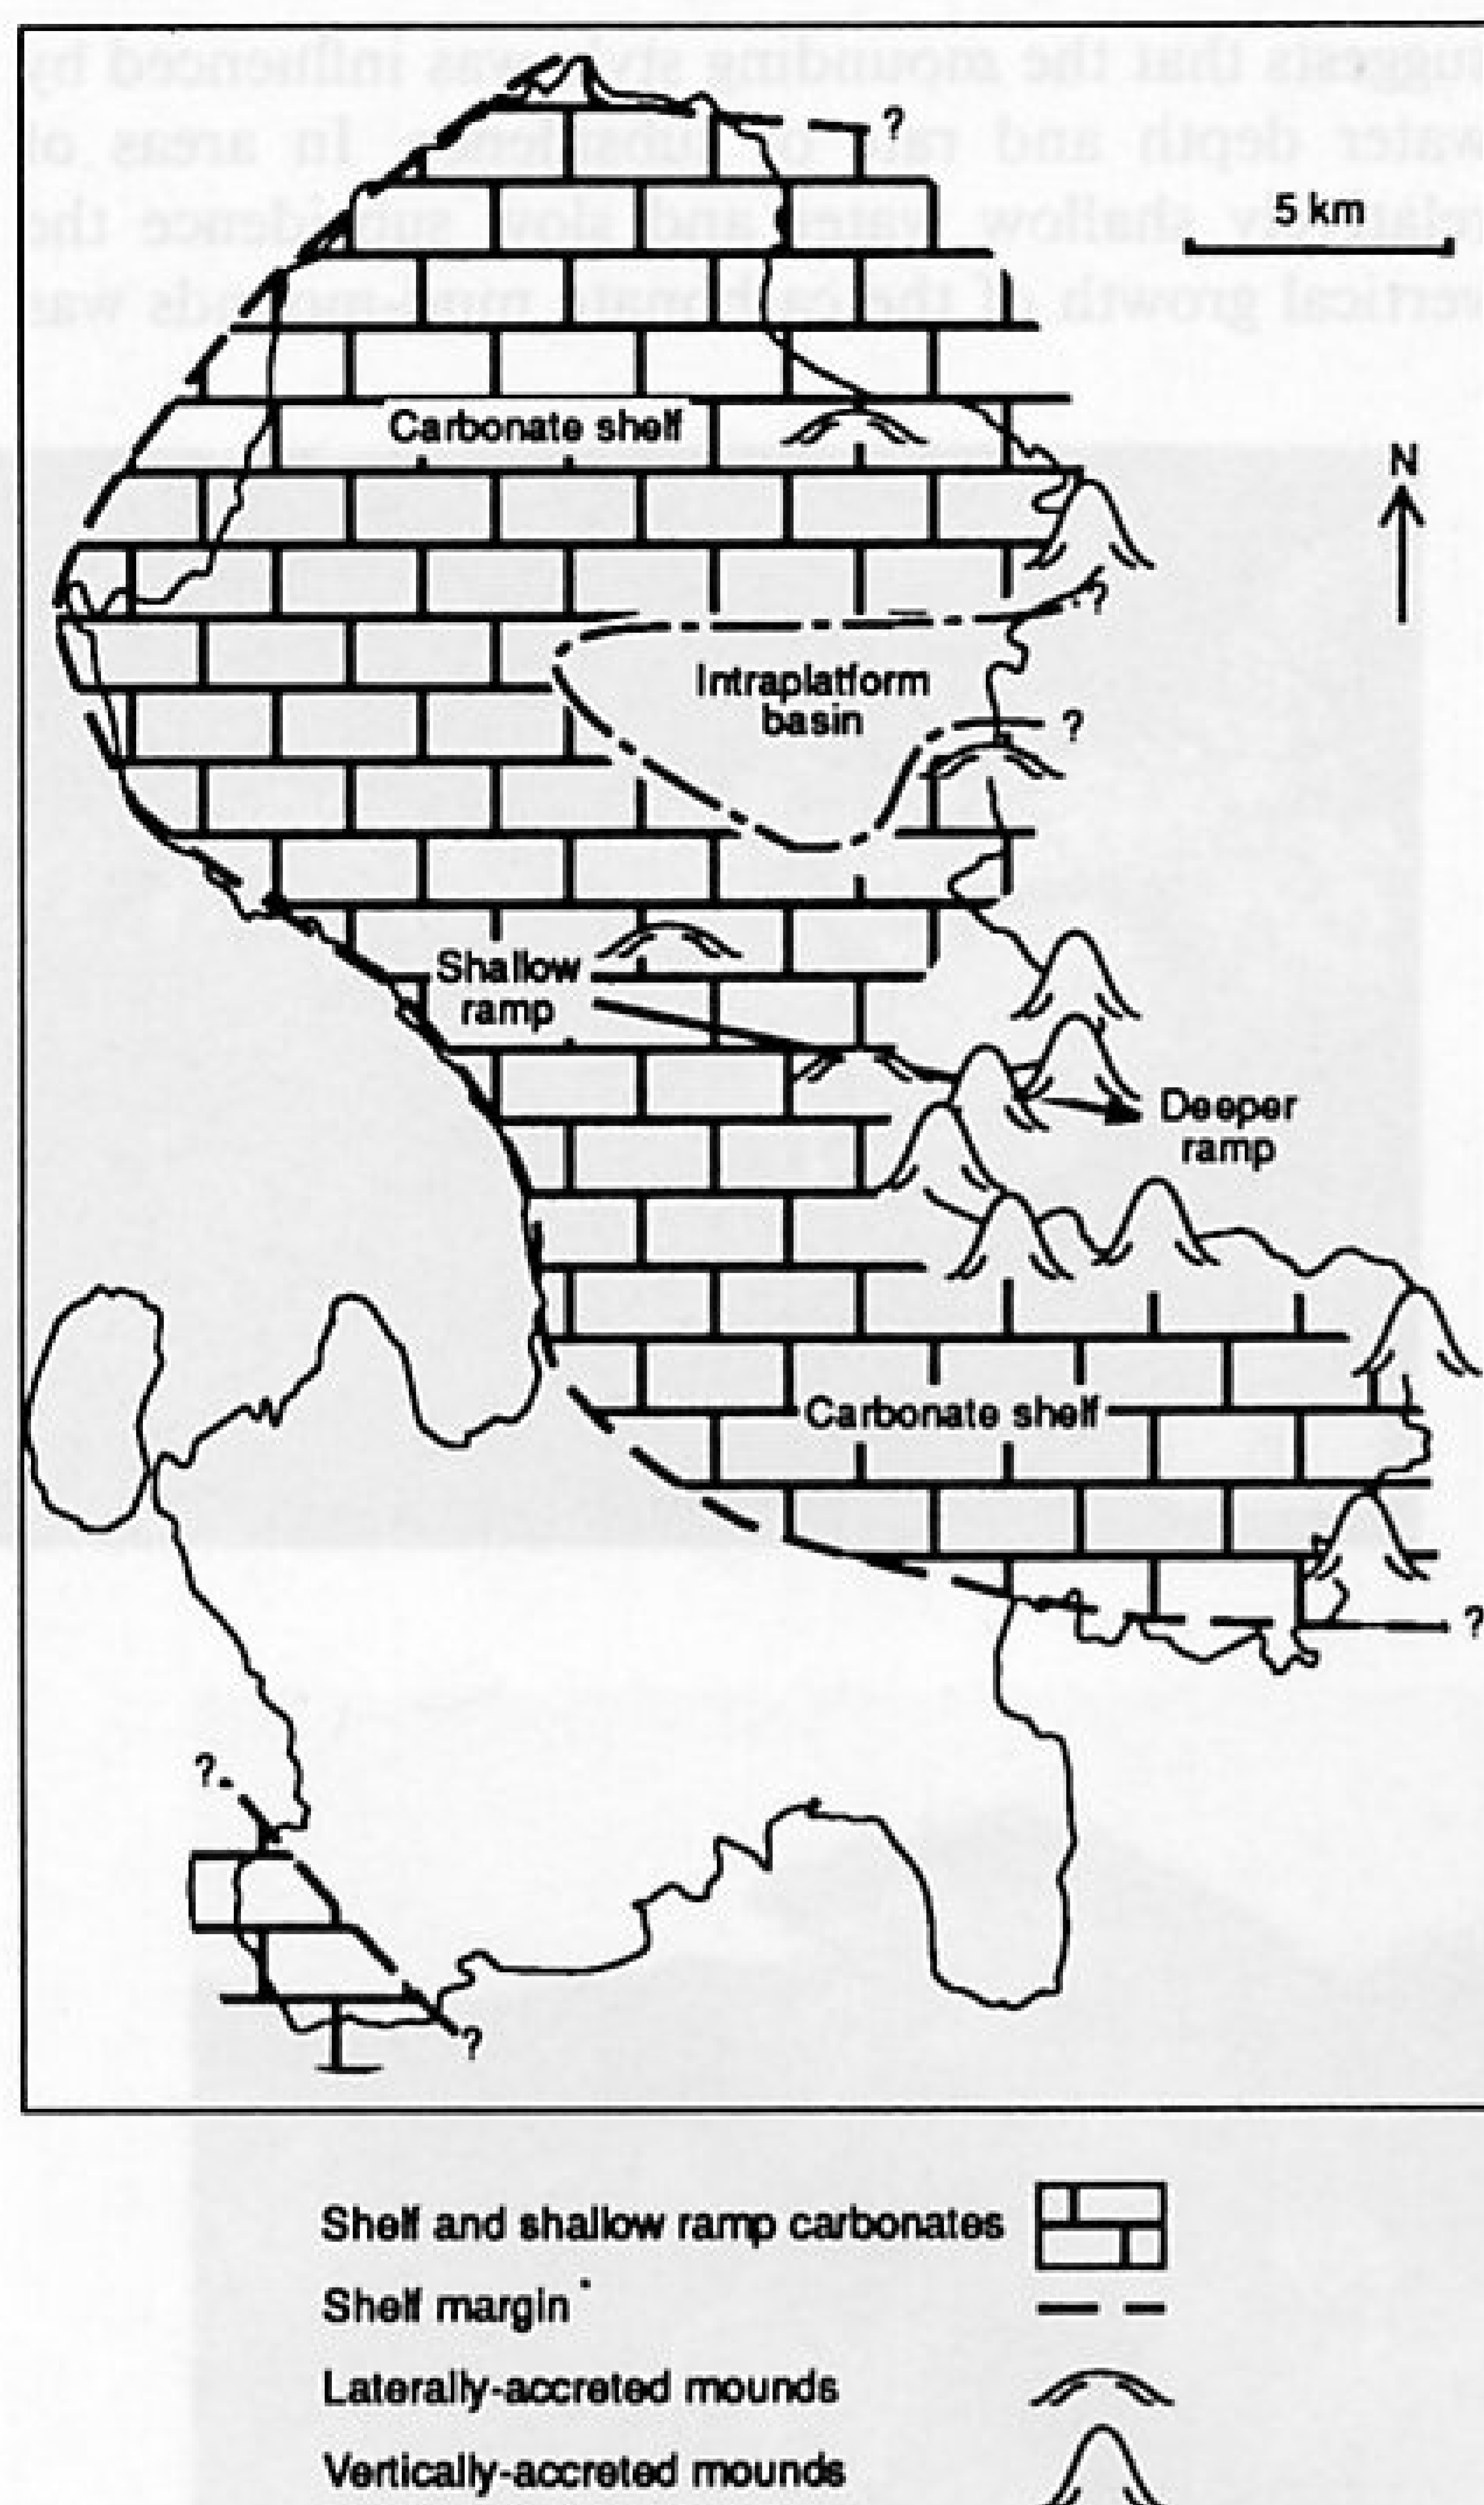 ?
5 km
Carbonate shelf
N
?
Intraplatform
basin
?
Shallow
ramp
Deeper
ramp
Carbonate shelf
?
?
?
Shelf and shallow ramp carbonates
Shelf margin
Laterally-accreted mounds
Vertically-accreted mounds